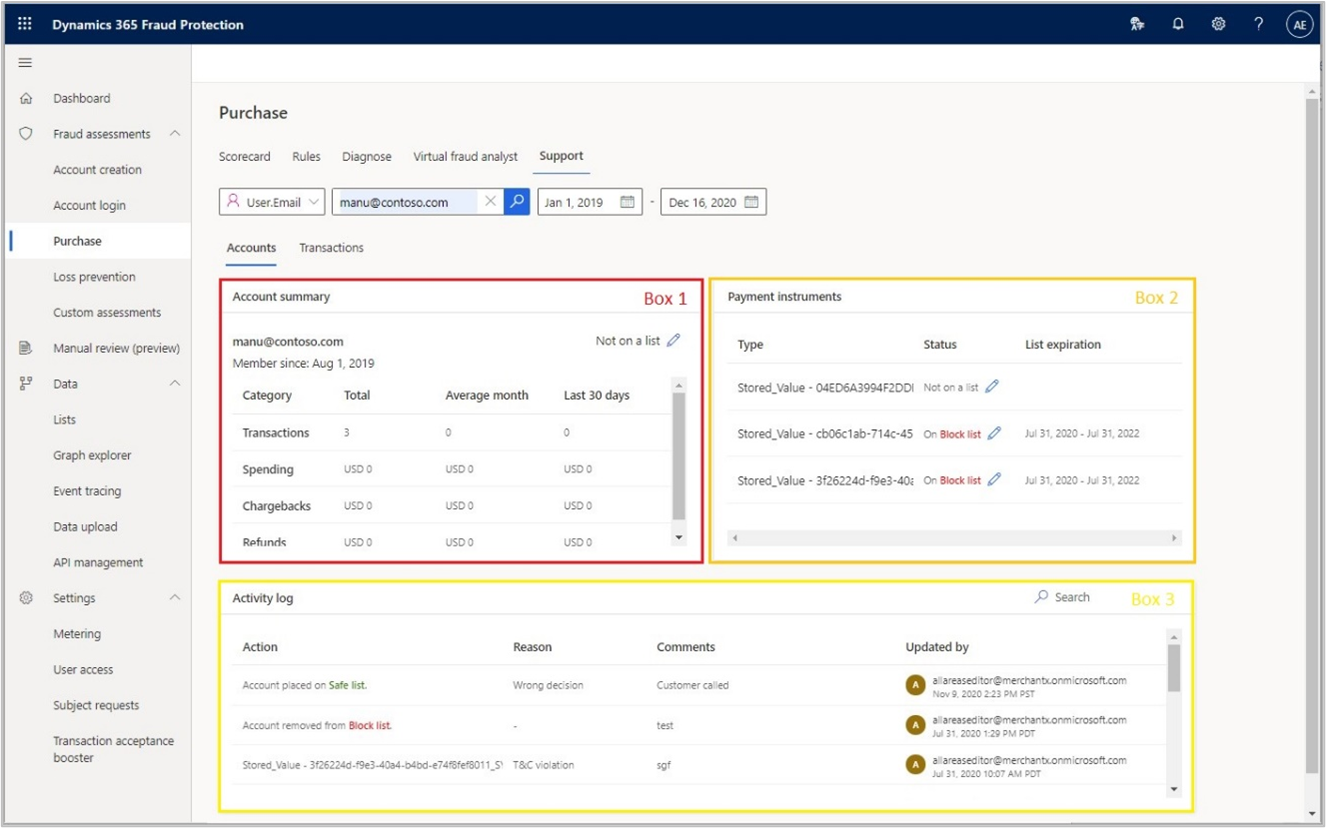 Dynamics 365 Fraud Protection
AE
Dashboard
Fraud assessments
Account creation
Account login
Purchase
Loss prevention
Custom assessments
Manual review (preview)
Data
Lists
Graph explorer
Event tracing
Data upload
API management
Settings
Metering
User access
Subject requests
Transaction acceptance
booster
Purchase
Scorecard Rules Diagnose Virtual fraud analyst Support
User.Email manu@contoso.com Jan 1, 2019 - Dec 16, 2020
Accounts Transactions
Account summary Box 1
manu@contoso.com Not on a list
Member since: Aug 1, 2019
Category Total Average month Last 30 days
Transactions 3 0 0
Spending USD 0 USD 0 USD 0
Chargebacks USD 0 USD 0 USD 0
Refunds USD 0 USD 0 USD 0
Payment instruments Box 2
Type Status List expiration
Stored_Value - 04ED6A3994F2DD Not on a list
Stored_Value - cb06c1ab-714c-45 On Block list Jul 31, 2020 - Jul 31, 2022
Stored_Value - 3f26224d-f9e3-40a On Block list Jul 31, 2020 - Jul 31, 2022
Activity log Search Box 3
Action Reason Comments Updated by
Account placed on Safe list. Wrong decision Customer called A allareaseditor@merchantx.onmicrosoft.com
Nov 9, 2020 2:23 PM PST
Account removed from Block list. - test A allareaseditor@merchantx.onmicrosoft.com
Jul 31, 2020 1:29 PM PDT
Stored_Value - 3f26224d-f9e3-40a4-b4bd-e74f8fef8011_S T&C violation sgf A allareaseditor@merchantx.onmicrosoft.com
Jul 31, 2020 10:07 AM PDT